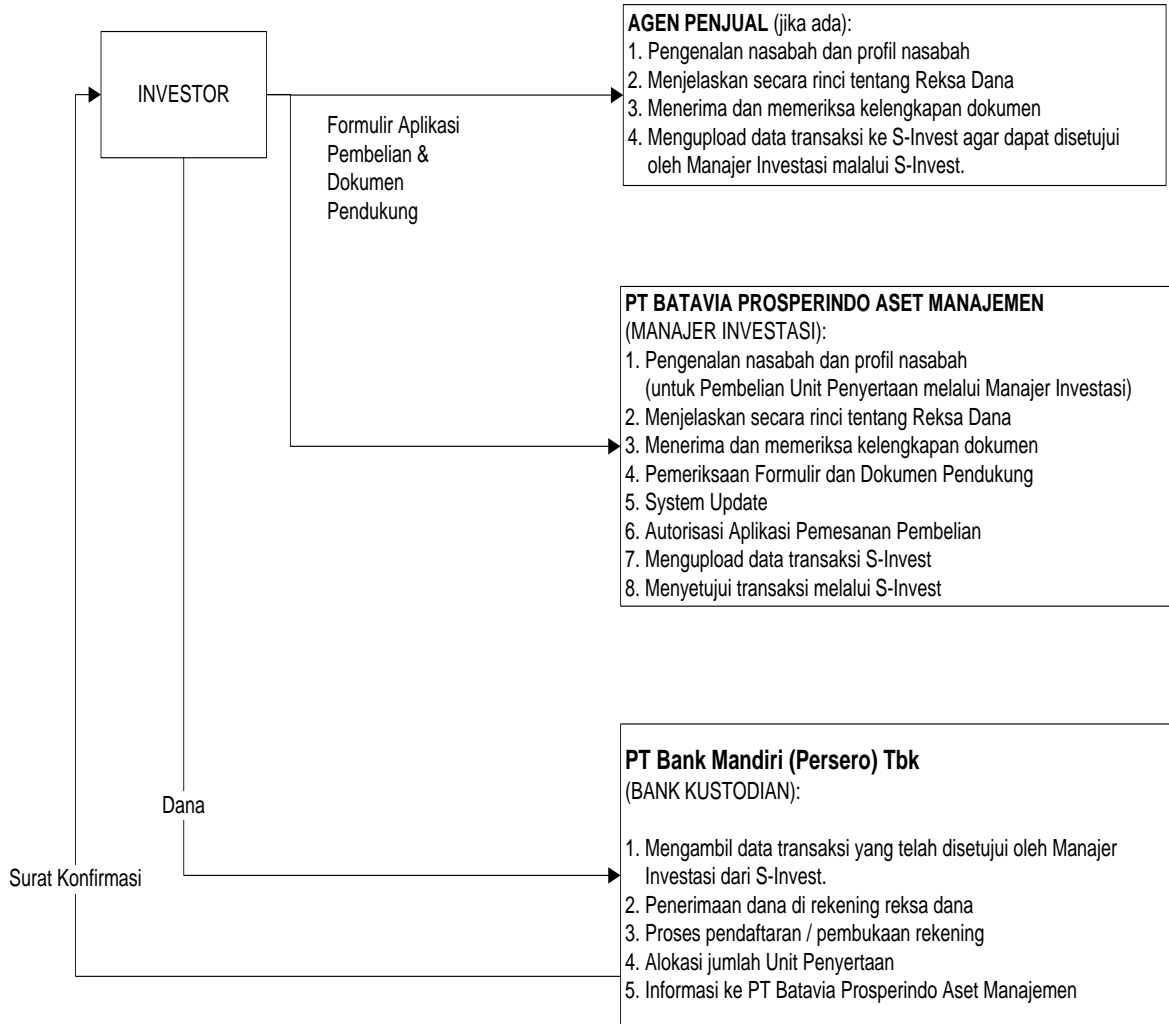 INVESTOR
Formulir Aplikasi
Pembelian &
Dokumen
Pendukung
AGEN PENJUAL (jika ada):
1. Pengenalan nasabah dan profil nasabah
2. Menjelaskan secara rinci tentang Reksa Dana
3. Menerima dan memeriksa kelengkapan dokumen
4. Mengupload data transaksi ke S-Invest agar dapat disetujui
oleh Manajer Investasi malalui S-Invest.
PT BATAVIA PROSPERINDO ASET MANAJEMEN
(MANAJER INVESTASI):
1. Pengenalan nasabah dan profil nasabah
(untuk Pembelian Unit Penyertaan melalui Manajer Investasi)
2. Menjelaskan secara rinci tentang Reksa Dana
3. Menerima dan memeriksa kelengkapan dokumen
4. Pemeriksaan Formulir dan Dokumen Pendukung
5. System Update
6. Autorisasi Aplikasi Pemesanan Pembelian
7. Mengupload data transaksi S-Invest
8. Menyetujui transaksi melalui S-Invest
Dana
Surat Konfirmasi
PT Bank Mandiri (Persero) Tbk
(BANK KUSTODIAN):
1. Mengambil data transaksi yang telah disetujui oleh Manajer
Investasi dari S-Invest.
2. Penerimaan dana di rekening reksa dana
3. Proses pendaftaran / pembukaan rekening
4. Alokasi jumlah Unit Penyertaan
5. Informasi ke PT Batavia Prosperindo Aset Manajemen